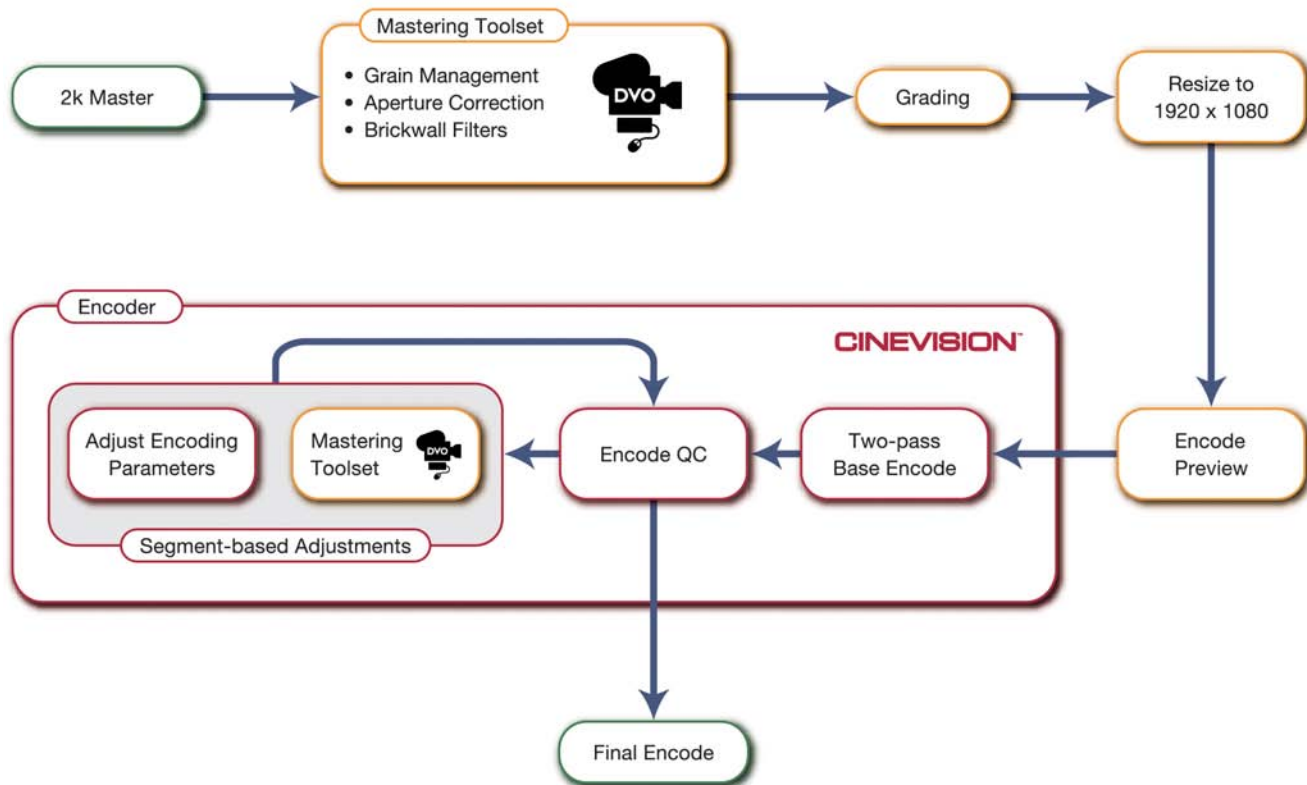 Mastering Toolset
2k Master
• Grain Management
• Aperture Correction
• Brickwall Filters
DVO
Grading
Resize to
1920 x 1080
Encoder
CINEVISION™
Adjust Encoding
Parameters
Mastering
Toolset
DVO
Segment-based Adjustments
Encode QC
Two-pass
Base Encode
Encode
Preview
Final Encode